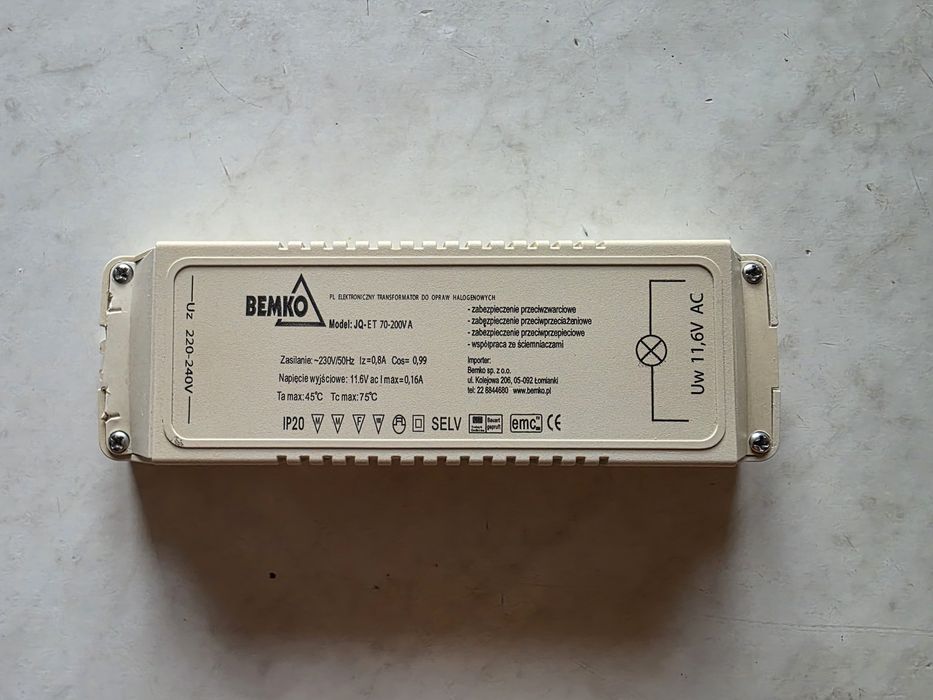 Uz 220-240V
BEMKO
PL ELEKTRONICZNY TRANSFORMATOR DO OPRAW HALOGENOWYCH
Model: JQ-ET 70-200VA
- zabezpieczenie przeciwzwarciowe
- zabezpieczenie przeciwprzeciażeniowe
- zabezpieczenie przeciwprzepieciowe
- współpraca ze ściemniaczami
Zasilanie: ~230V/50Hz Iz=0,8A Cos= 0,99
Napięcie wyjściowe: 11.6V ac I max=0,16A
Ta max: 45°C Tc max: 75°C
Importer:
Bemko sp. z o.o.
ul. Kolejowa 206, 05-092 Łomianki
tel: 22 8844680 www.bemko.pl
IP20 M W F M SELV emc CE
Uw 11,6V AC